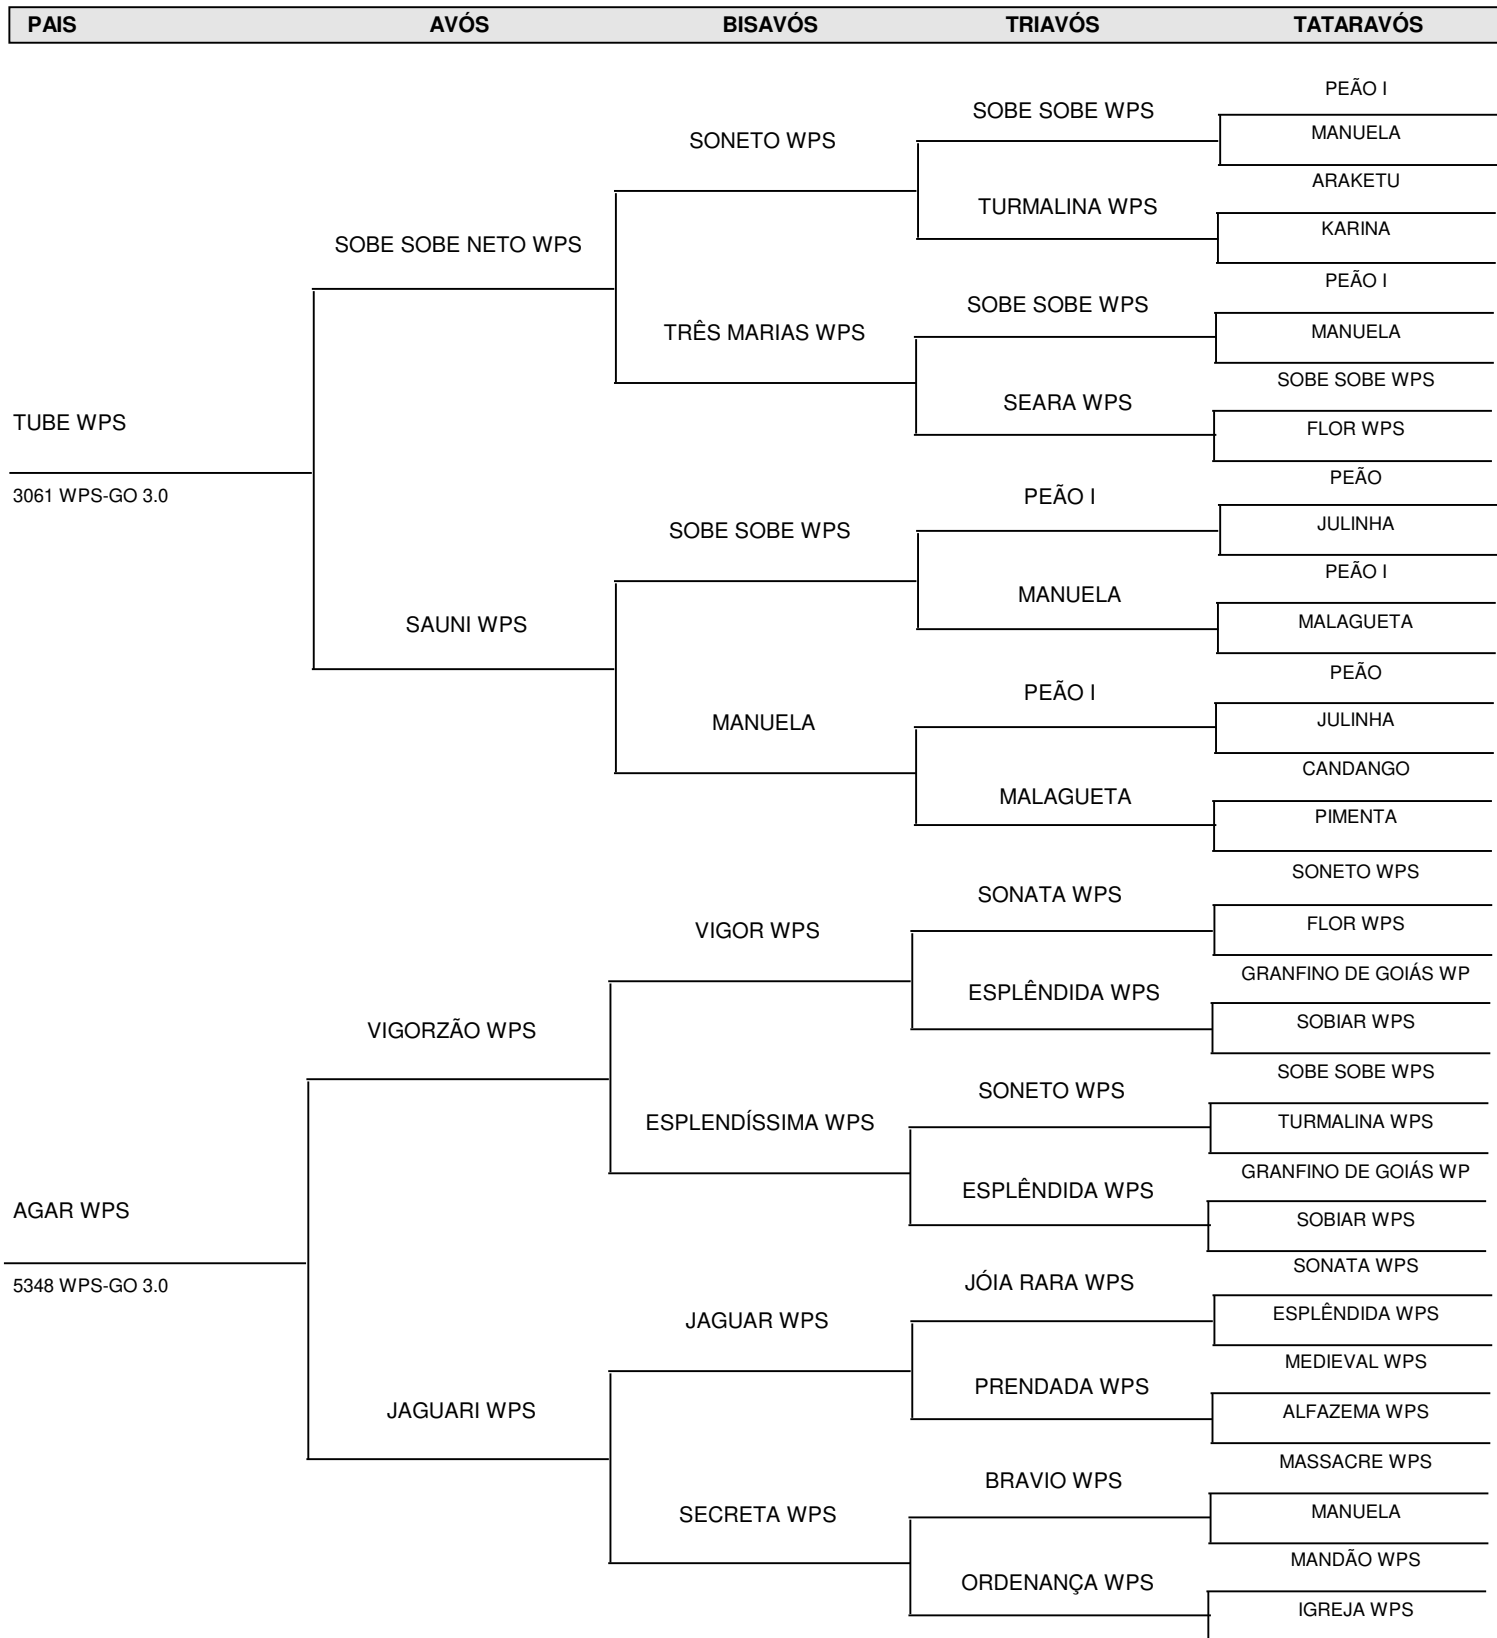 PAIS AVÓS BISAVÓS TRIAVÓS TATARAVÓS
PEÃO I
SOBE SOBE WPS
MANUELA
SONETO WPS
ARAKETU
TURMALINA WPS
KARINA
SOBE SOBE NETO WPS
PEÃO I
SOBE SOBE WPS
TRÊS MARIAS WPS
MANUELA
SOBE SOBE WPS
SEARA WPS
TUBE WPS
FLOR WPS
PEÃO
3061 WPS-GO 3.0
PEÃO I
JULINHA
SOBE SOBE WPS
PEÃO I
MANUELA
SAUNI WPS
MALAGUETA
PEÃO
PEÃO I
MANUELA
JULINHA
CANDANGO
MALAGUETA
PIMENTA
SONETO WPS
SONATA WPS
VIGOR WPS
FLOR WPS
GRANFINO DE GOIÁS WP
ESPLÊNDIDA WPS
SOBIAR WPS
VIGORZÃO WPS
SOBE SOBE WPS
SONETO WPS
ESPLENDÍSSIMA WPS
TURMALINA WPS
GRANFINO DE GOIÁS WP
ESPLÊNDIDA WPS
AGAR WPS
SOBIAR WPS
SONATA WPS
5348 WPS-GO 3.0
JÓIA RARA WPS
JAGUAR WPS
ESPLÊNDIDA WPS
MEDIEVAL WPS
PRENDADA WPS
JAGUARI WPS
ALFAZEMA WPS
MASSACRE WPS
BRAVIO WPS
SECRETA WPS
MANUELA
MANDÃO WPS
ORDENANÇA WPS
IGREJA WPS